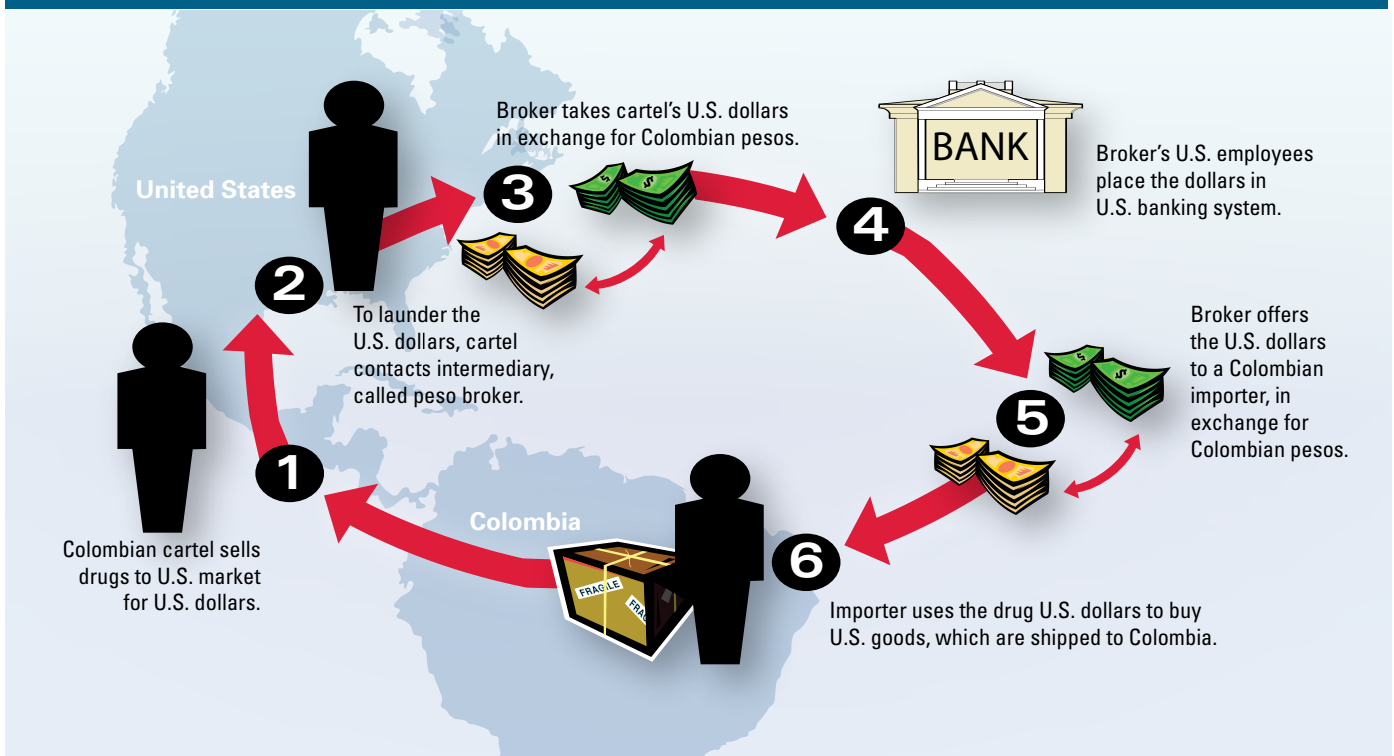 United States
Colombia
1
Colombian cartel sells
drugs to U.S. market
for U.S. dollars.
2
To launder the
U.S. dollars, cartel
contacts intermediary,
called peso broker.
3
Broker takes cartel's U.S. dollars
in exchange for Colombian pesos.
4
BANK
Broker's U.S. employees
place the dollars in
U.S. banking system.
5
Broker offers
the U.S. dollars
to a Colombian
importer, in
exchange for
Colombian pesos.
6
Importer uses the drug U.S. dollars to buy
U.S. goods, which are shipped to Colombia.
FRAGILE
FRAG
$
$
$
$